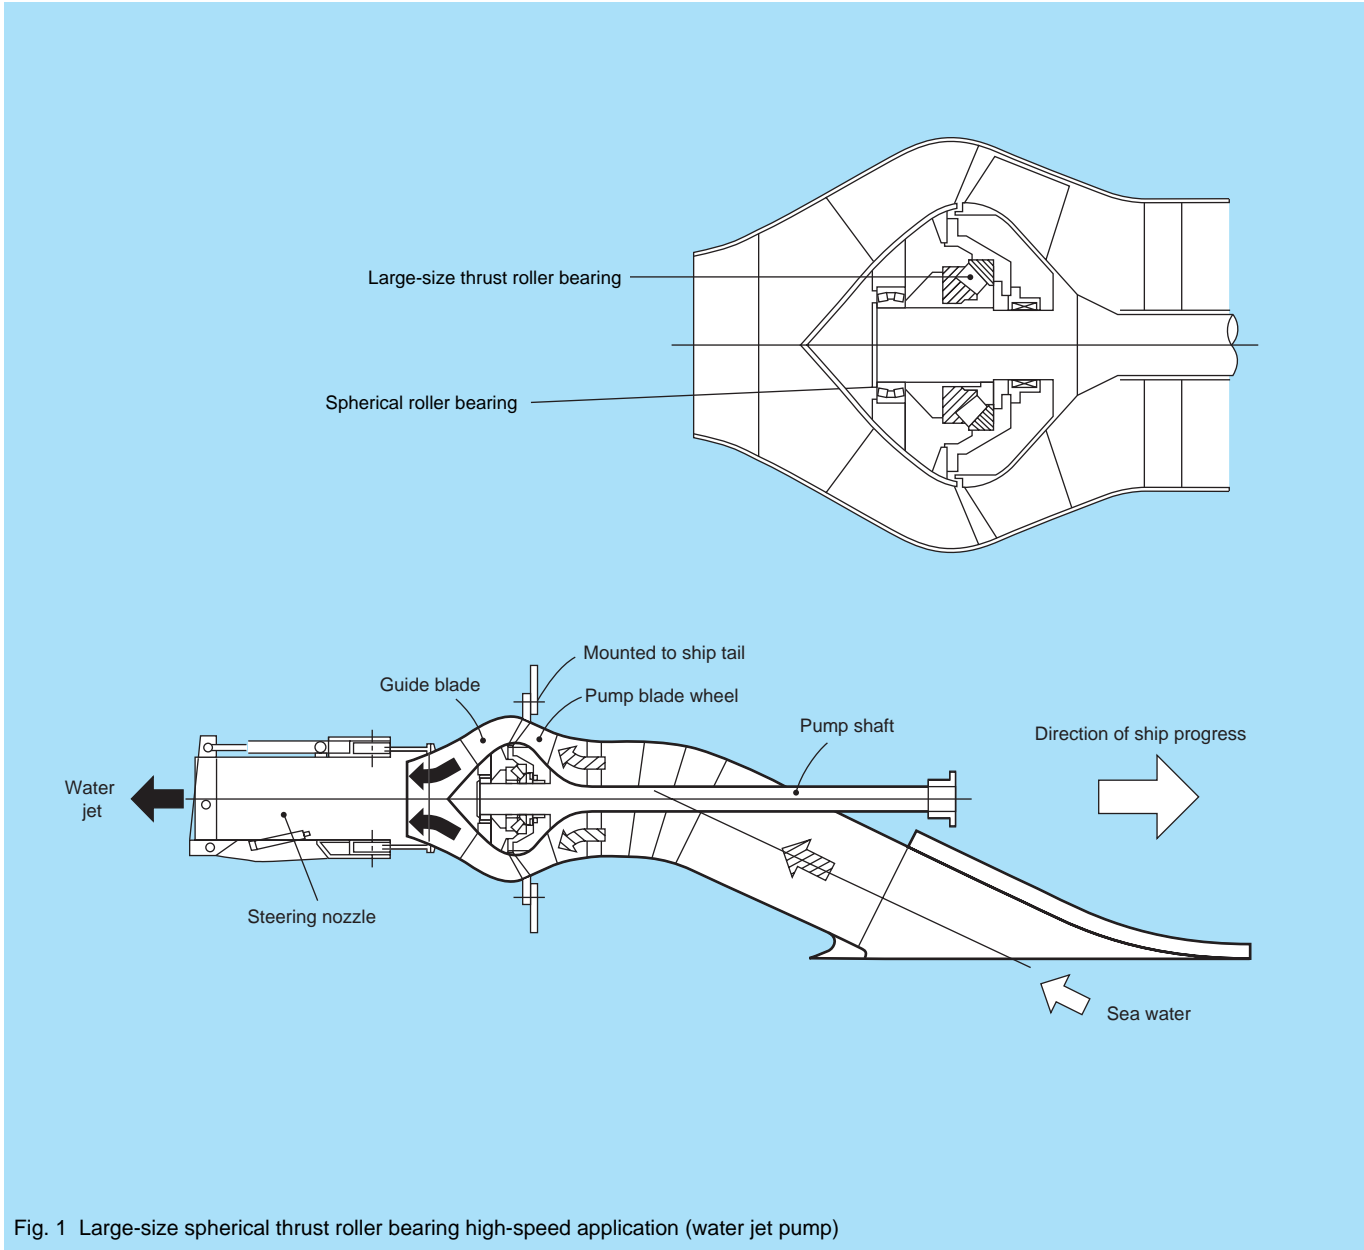 Large-size thrust roller bearing
Spherical roller bearing
Mounted to ship tail
Guide blade
Pump blade wheel
Pump shaft
Direction of ship progress
Water
jet
Steering nozzle
Sea water
Fig. 1 Large-size spherical thrust roller bearing high-speed application (water jet pump)